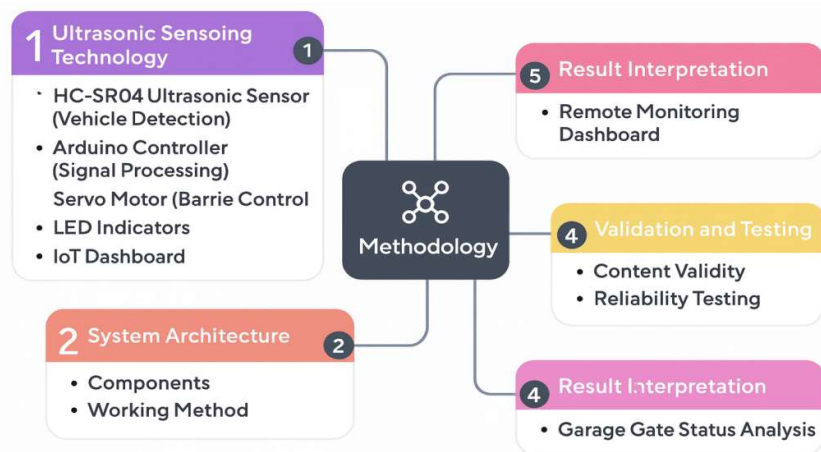 1 Ultrasonic Sensoing
Technology
1
• HC-SR04 Ultrasonic Sensor
(Vehicle Detection)
• Arduino Controller
(Signal Processing)
Servo Motor (Barrie Control
• LED Indicators
• IoT Dashboard
2 System Architecture
2
• Components
• Working Method
Methodology
5 Result Interpretation
• Remote Monitoring
Dashboard
4 Validation and Testing
• Content Validity
• Reliability Testing
4 Result Interpretation
• Garage Gate Status Analysis